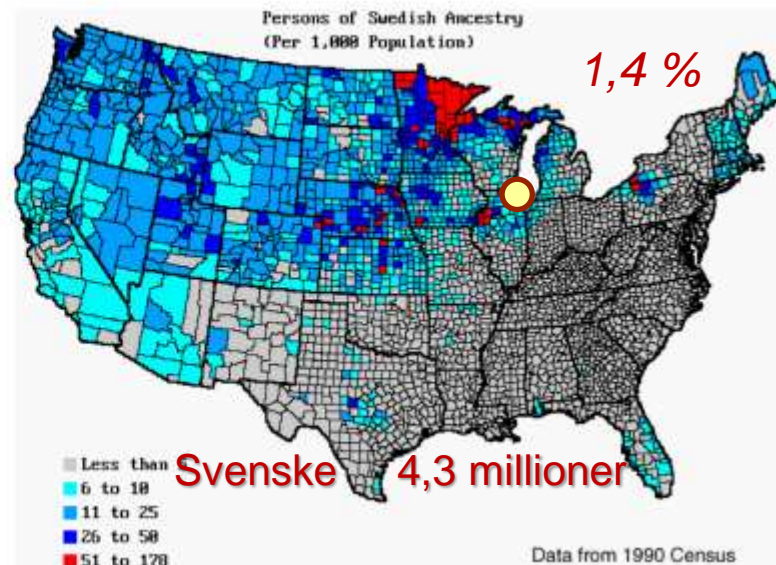 Persons of Swedish Ancestry
(Per 1,000 Population)
1,4 %
Less than
Svenske 4,3 millioner
6 to 10
11 to 25
26 to 50
51 to 178
Data from 1990 Census